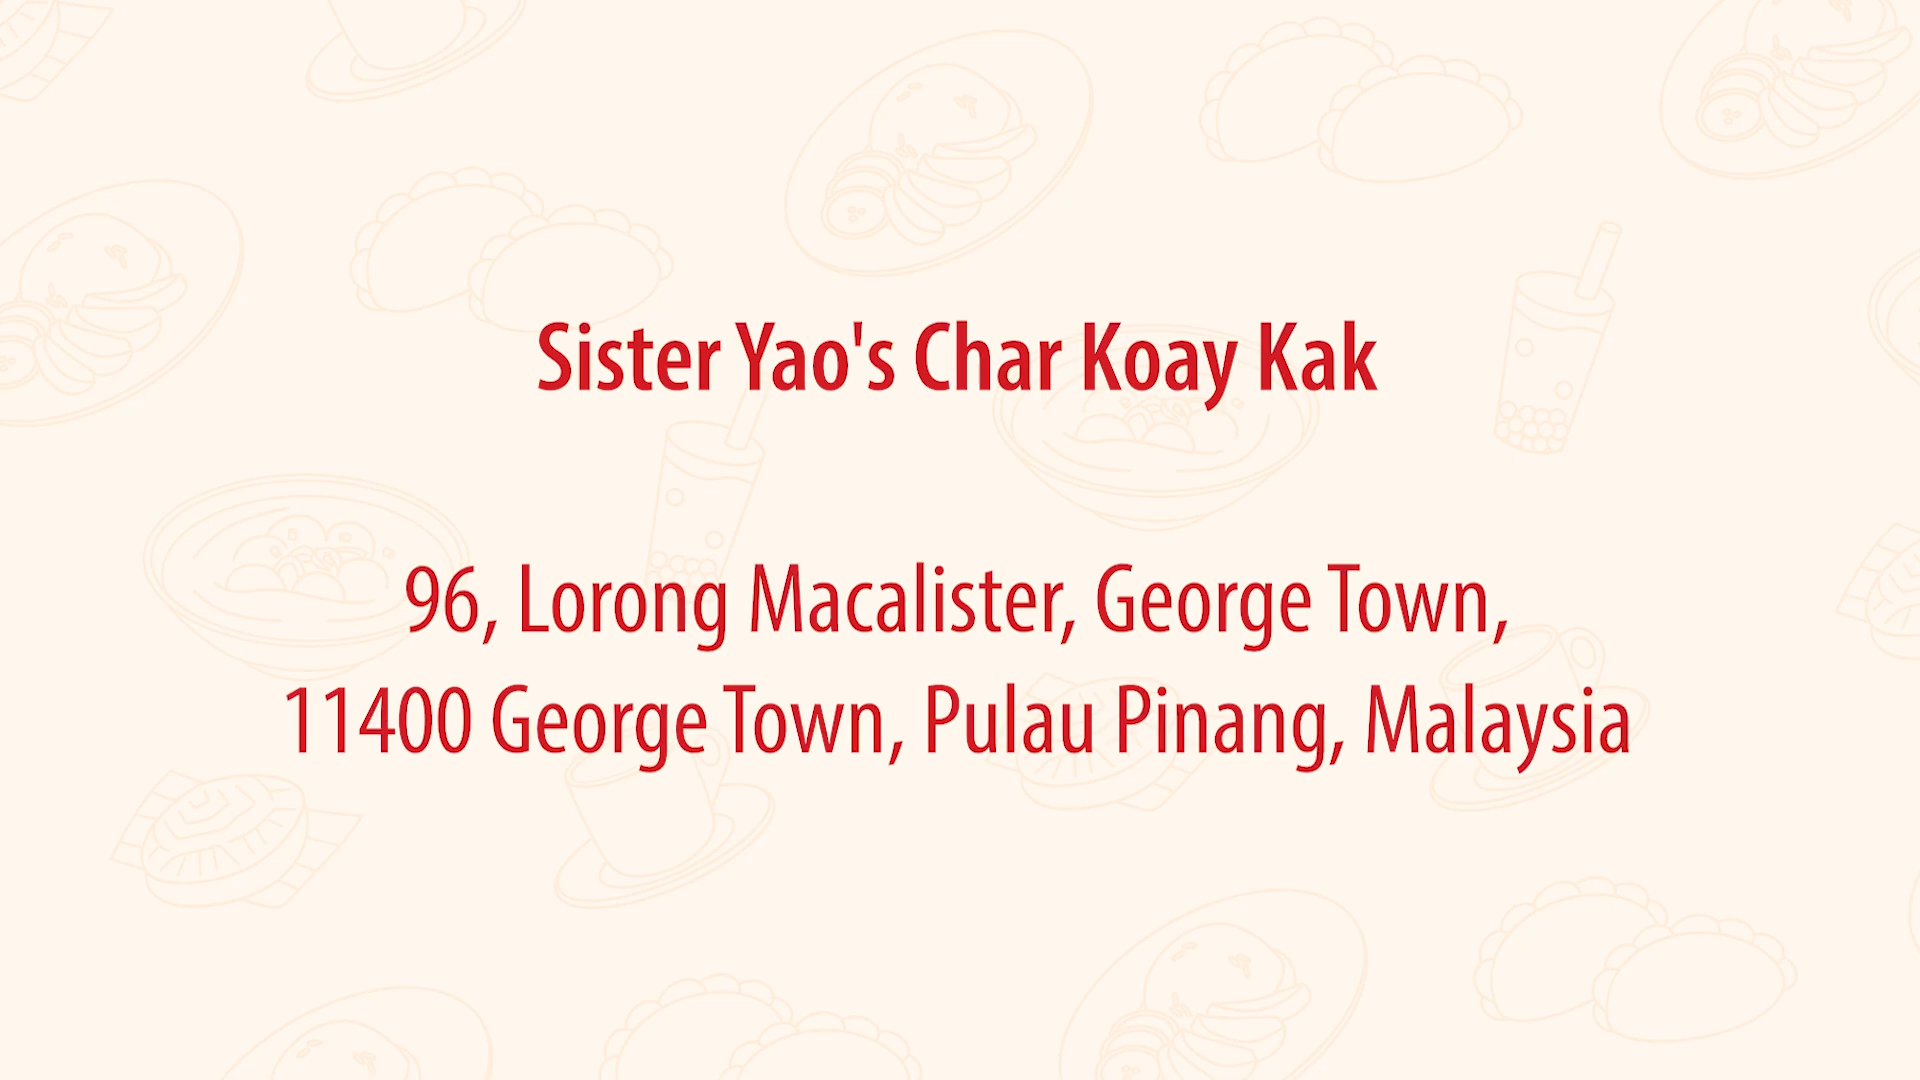 Sister Yao's Char Koay Kak
96, Lorong Macalister, George Town,
11400 George Town, Pulau Pinang, Malaysia